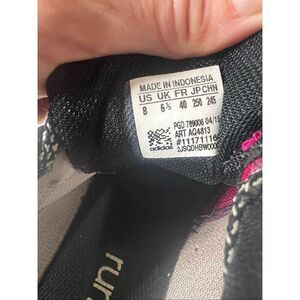 MADE IN INDONESIA
US UK FR JP CHN
8 6½ 40 250 245
PGD 789006 04/15
ART AQ4813
#11171116
adidas
run